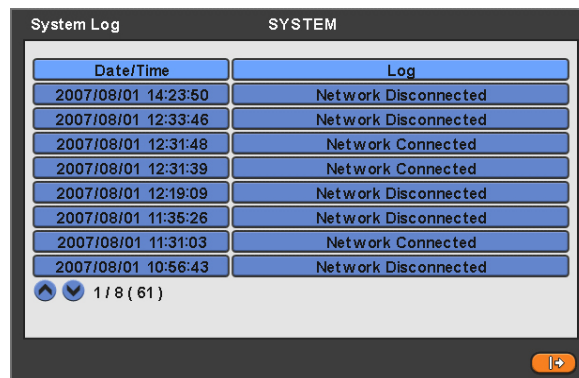 System Log SYSTEM
Date/Time Log
2007/08/01 14:23:50 Network Disconnected
2007/08/01 12:33:46 Network Disconnected
2007/08/01 12:31:48 Network Connected
2007/08/01 12:31:39 Network Connected
2007/08/01 12:19:09 Network Disconnected
2007/08/01 11:35:26 Network Disconnected
2007/08/01 11:31:03 Network Connected
2007/08/01 10:56:43 Network Disconnected
1 / 8 ( 61 )